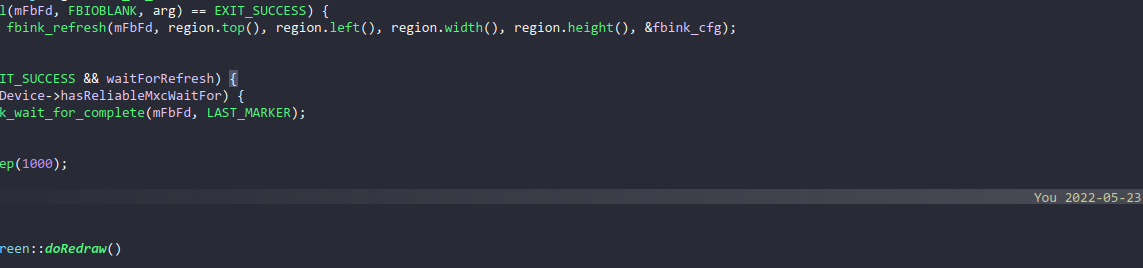 l(mFbFd, FBIOBLANK, arg) == EXIT_SUCCESS) {
fbink_refresh(mFbFd, region.top(), region.left(), region.width(), region.height(), &fbink_cfg);
IT_SUCCESS && waitForRefresh) {
Device->hasReliableMxcWaitFor) {
k_wait_for_complete(mFbFd, LAST_MARKER);
ep(1000);
You 2022-05-23
reen::doRedraw()